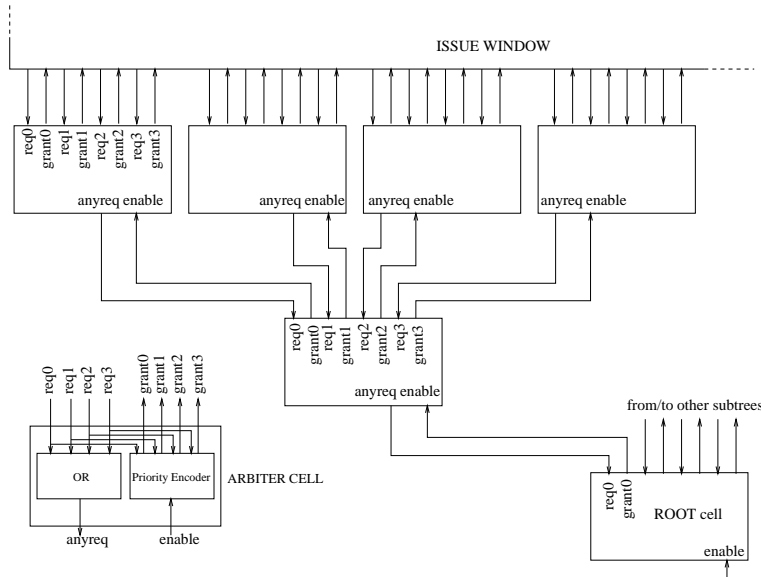 ISSUE WINDOW
req0 grant0 req1 grant1 req2 grant2 req3 grant3
anyreq enable
anyreq enable
anyreq enable
anyreq enable
req0 grant0 req1 grant1 req2 grant2 req3 grant3
anyreq enable
req0 req1 req2 req3 grant0 grant1 grant2 grant3
OR
Priority Encoder
ARBITER CELL
anyreq
enable
from/to other subtrees
req0 grant0
ROOT cell
enable